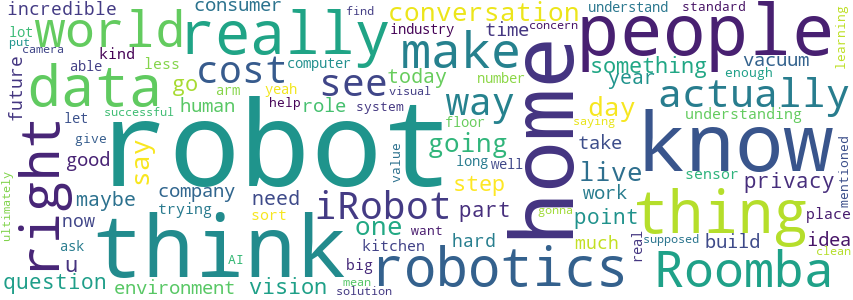 incredible
consumer
conversation
understand
standard
find
concern
learning
lot
put
camera
world
really
industry
time
people
kind
less
computer
make
able
go
cost
see
today
number
something
vacuum
future
data
arm
yeah
year
enough
actually
human
help
role
system
visual
way
day
understanding
successful
let
floor
saying
home
give
right
say
robot
going
take
know
mentioned
good
value
long
well
live
sensor
privacy
step
work
maybe
company
need
iRobot
part
gonna
thing
place
trying
now
sort
one
want
point
idea
ultimately
ask
u
think
kitchen
hard
much
real
supposed
build
clean
AI
big
robotics
Roomba
question
environment
vision
mean
solution